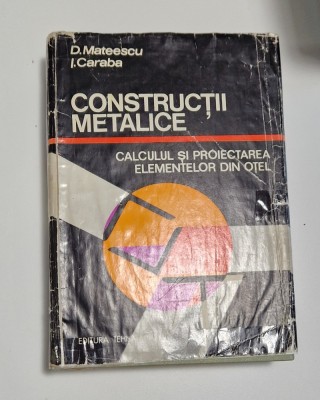 D. Mateescu
I. Caraba
CONSTRUCȚII
METALICE
CALCULUL ȘI PROIECTAREA
ELEMENTELOR DIN OȚEL
EDITURA